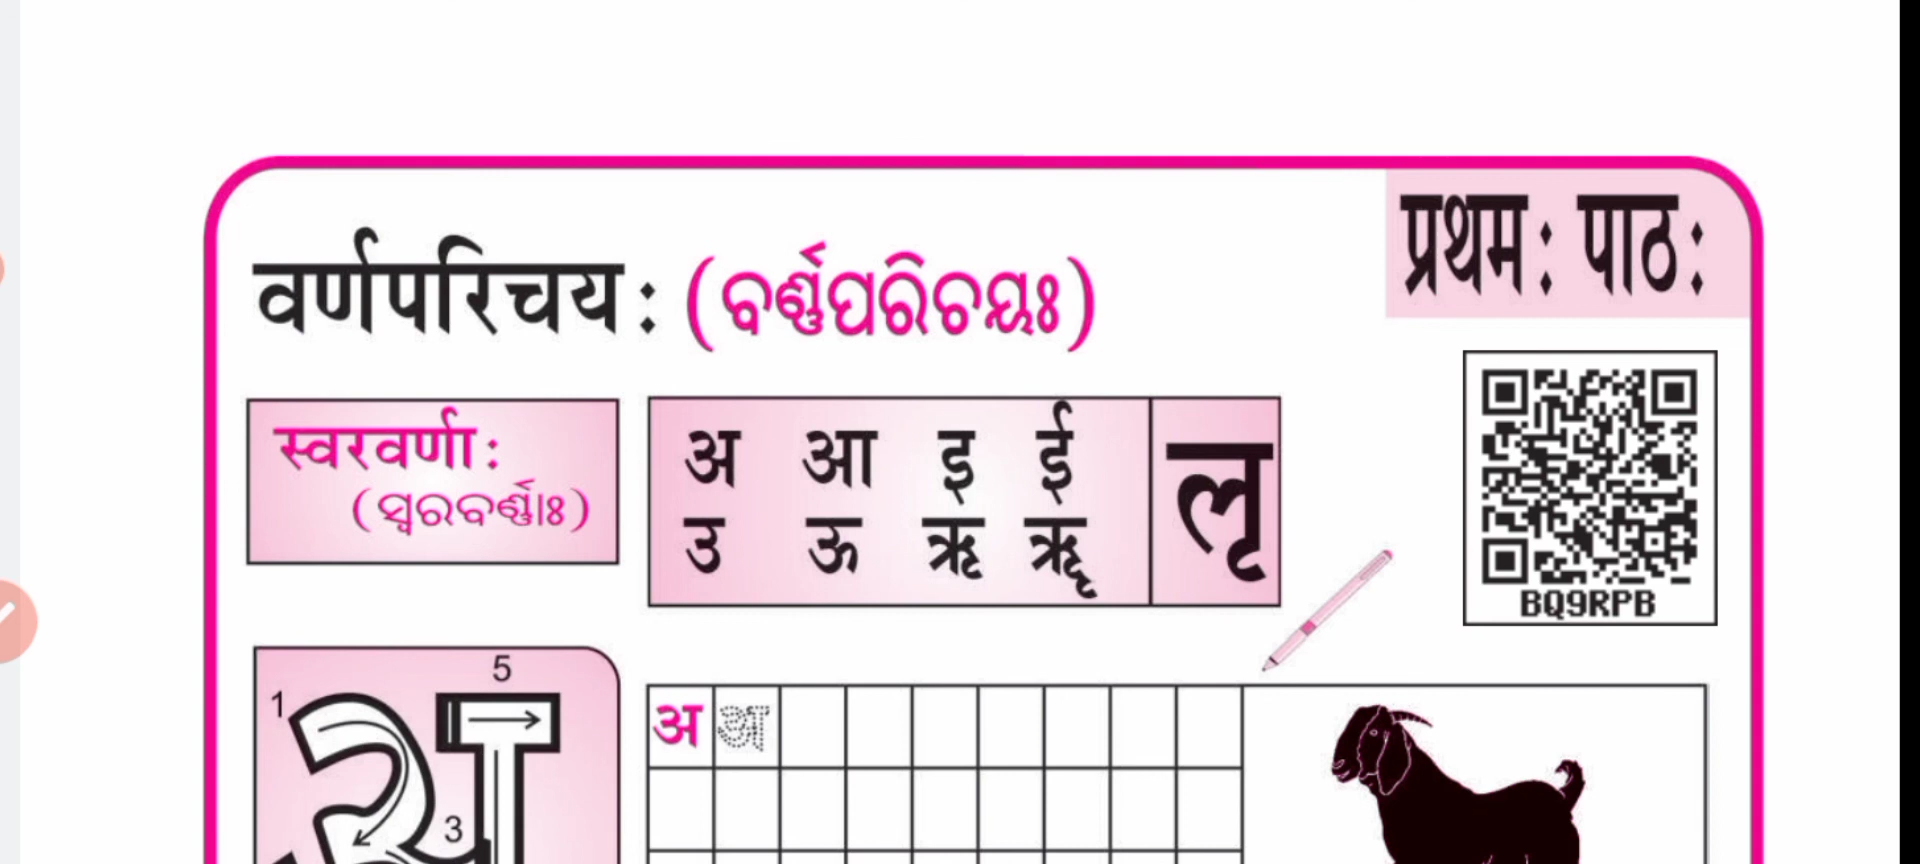 प्रथमः पाठः
वर्णपरिचयः (ବର୍ଣ୍ଣପରିଚୟଃ)
स्वरवर्णाः
(ସ୍ୱରବର୍ଣ୍ଣାଃ)
अ आ इ ई
उ ऊ ऋ ॠ
लृ
BQ9RPB
1 5
3
अ
अ अ